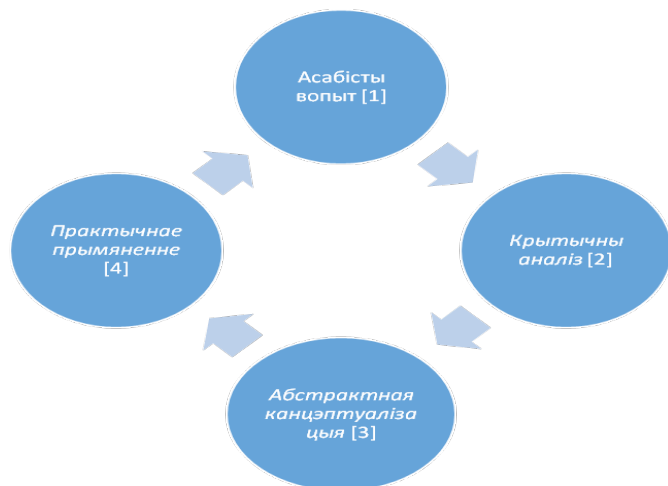 Асабісты
вопыт [1]
Крытычны
аналіз [2]
Абстрактная
канцэптуаліза
цыя [3]
Практычнае
прымяненне
[4]